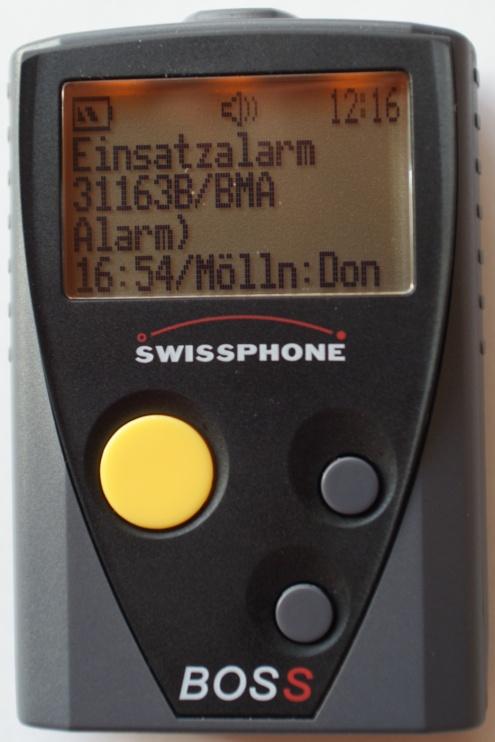 12:16
Einsatzalarm
31163B/BMA
Alarm)
16:54/Mölln:Don
SWISSPHONE
BOSS